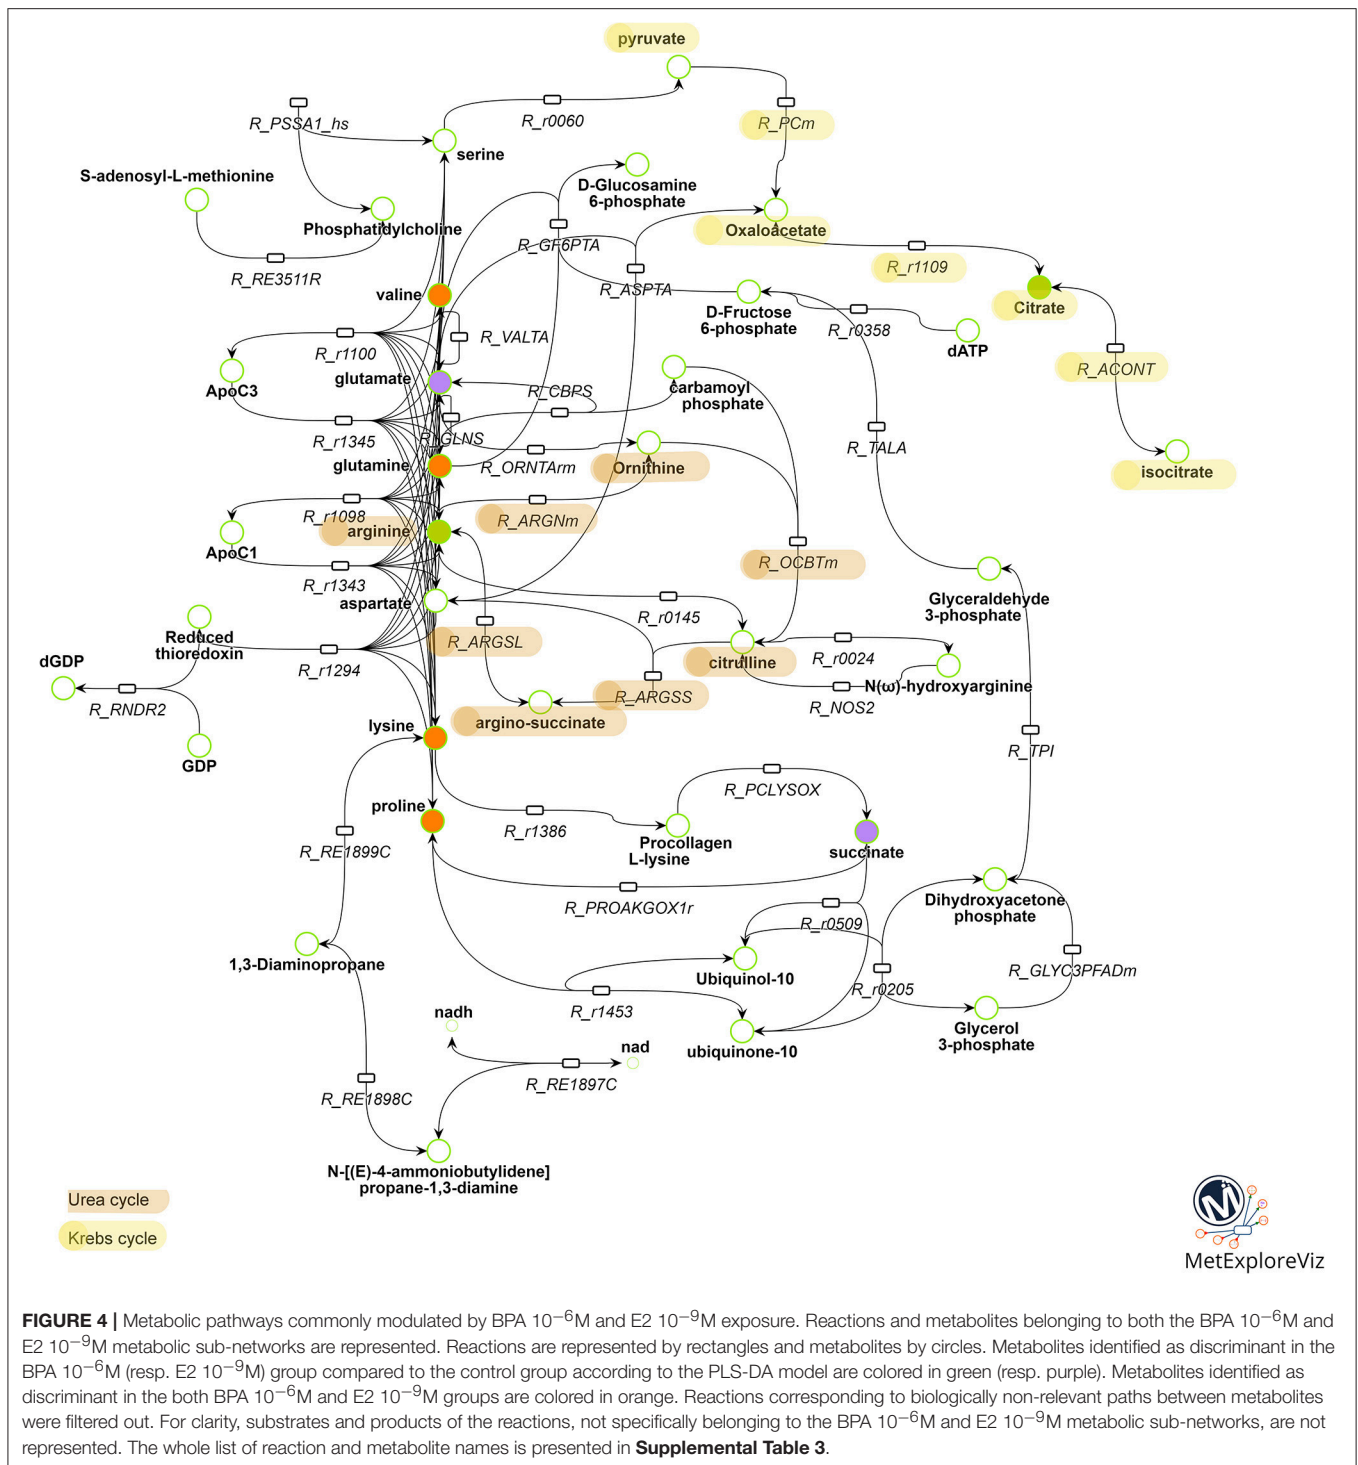 pyruvate
R_PSSA1_hs
R_r0060
R_PCm
serine
S-adenosyl-L-methionine
D-Glucosamine
6-phosphate
Phosphatidylcholine
Oxaloacetate
R_GF6PTA
R_r1109
R_RE3511R
R_ASPTA
valine
Citrate
D-Fructose
6-phosphate
R_r0358
R_VALTA
dATP
R_r1100
R_ACONT
glutamate
ApoC3
R_CBPS
carbamoyl
phosphate
R_r1345
R_GLNS
R_TALA
glutamine
R_ORNTArm
Ornithine
isocitrate
R_r1098
R_ARGNm
arginine
ApoC1
R_OCBTm
R_r1343
aspartate
Glyceraldehyde
3-phosphate
R_r0145
Reduced
thioredoxin
R_ARGSL
dGDP
R_r1294
citrulline
R_r0024
N(ω)-hydroxyarginine
R_RNDR2
R_ARGSS
R_NOS2
argino-succinate
lysine
R_TPI
GDP
R_PCLYSOX
proline
R_r1386
Procollagen
L-lysine
R_RE1899C
succinate
R_PROAKGOX1r
Dihydroxyacetone
phosphate
R_r0509
1,3-Diaminopropane
R_GLYC3PFADm
Ubiquinol-10
R_r0205
nadh
R_r1453
Glycerol
3-phosphate
nad
ubiquinone-10
R_RE1897C
R_RE1898C
N-[(E)-4-ammoniobutylidene]
propane-1,3-diamine
Urea cycle
Krebs cycle
M
MetExploreViz
FIGURE 4 | Metabolic pathways commonly modulated by BPA 10−6M and E2 10−9M exposure. Reactions and metabolites belonging to both the BPA 10−6M and
E2 10−9M metabolic sub-networks are represented. Reactions are represented by rectangles and metabolites by circles. Metabolites identified as discriminant in the
BPA 10−6M (resp. E2 10−9M) group compared to the control group according to the PLS-DA model are colored in green (resp. purple). Metabolites identified as
discriminant in the both BPA 10−6M and E2 10−9M groups are colored in orange. Reactions corresponding to biologically non-relevant paths between metabolites
were filtered out. For clarity, substrates and products of the reactions, not specifically belonging to the BPA 10−6M and E2 10−9M metabolic sub-networks, are not
represented. The whole list of reaction and metabolite names is presented in Supplemental Table 3.